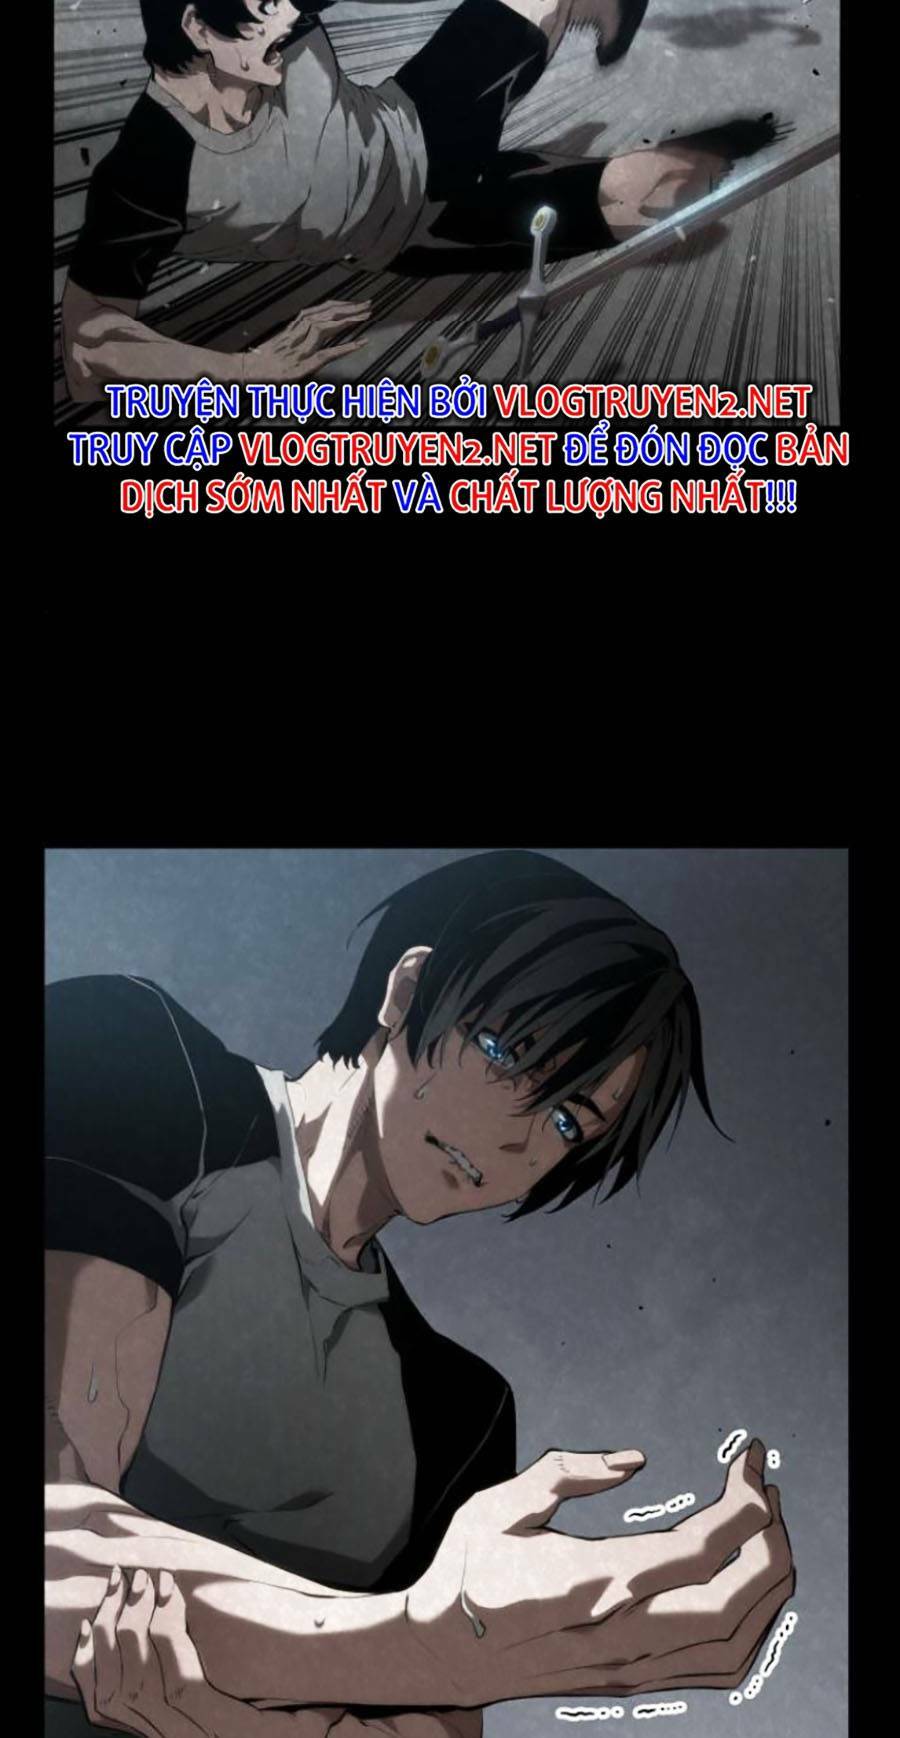 TRUYỆN THỰC HIỆN BỞI VLOGTRUYEN2.NET
TRUY CẬP VLOGTRUYEN2.NET ĐỂ ĐÓN ĐỌC BẢN
DỊCH SỚM NHẤT VÀ CHẤT LƯỢNG NHẤT!!!